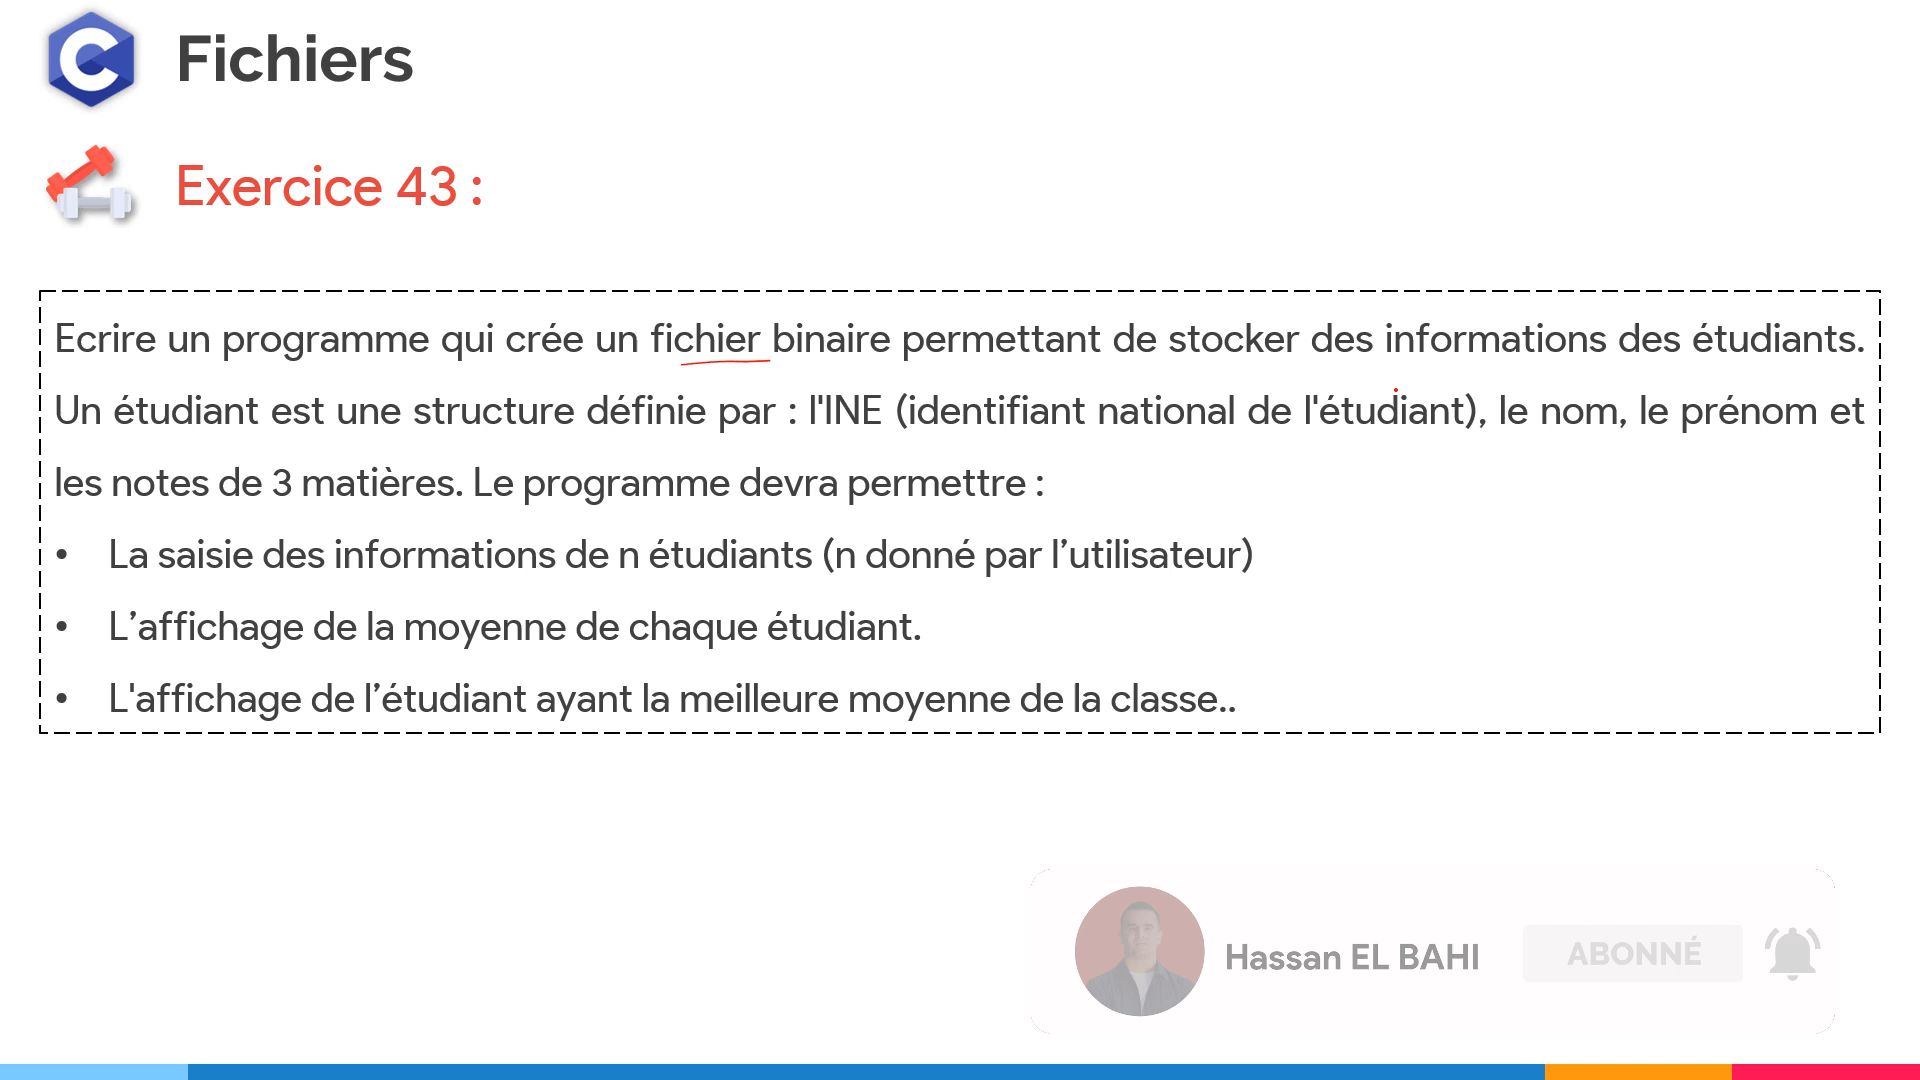 Fichiers
Exercice 43 :
Ecrire un programme qui crée un fichier binaire permettant de stocker des informations des étudiants.
Un étudiant est une structure définie par : l'INE (identifiant national de l'étudiant), le nom, le prénom et
les notes de 3 matières. Le programme devra permettre :
• La saisie des informations de n étudiants (n donné par l’utilisateur)
• L’affichage de la moyenne de chaque étudiant.
• L'affichage de l’étudiant ayant la meilleure moyenne de la classe..
Hassan EL BAHI
ABONNÉ